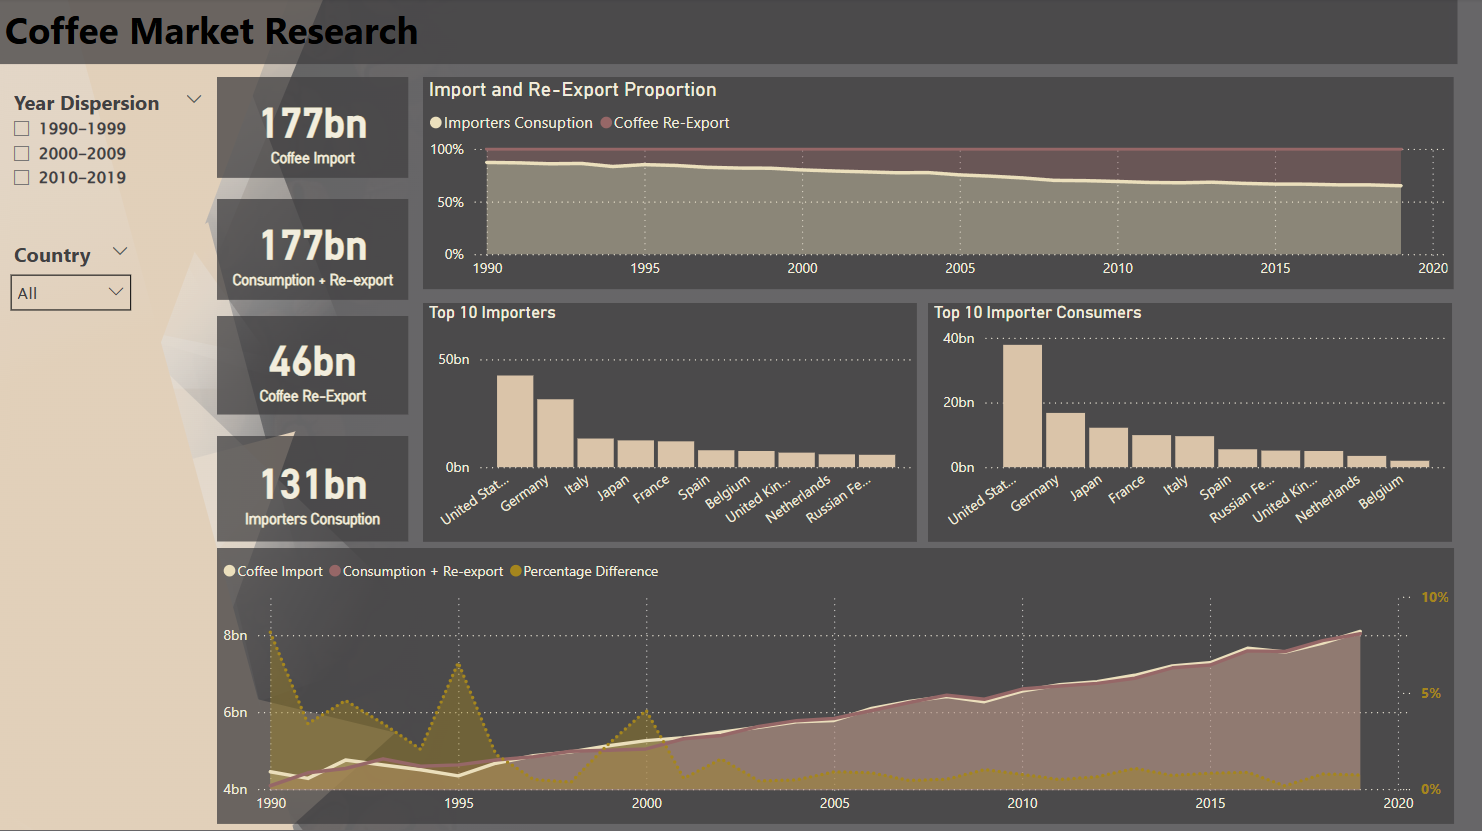 Coffee Market Research
Year Dispersion
1990–1999
2000–2009
2010–2019
Country
All
177bn
Coffee Import
177bn
Consumption + Re-export
46bn
Coffee Re-Export
131bn
Importers Consuption
Import and Re-Export Proportion
Importers Consuption Coffee Re-Export
100%
50%
0%
1990 1995 2000 2005 2010 2015 2020
Top 10 Importers
50bn
0bn
United Stat... Germany Italy Japan France Spain Belgium United Kin... Netherlands Russian Fe...
Top 10 Importer Consumers
40bn
20bn
0bn
United Stat... Germany Japan France Italy Spain Russian Fe... United Kin... Netherlands Belgium
Coffee Import Consumption + Re-export Percentage Difference
10%
8bn
5%
6bn
4bn 0%
1990 1995 2000 2005 2010 2015 2020